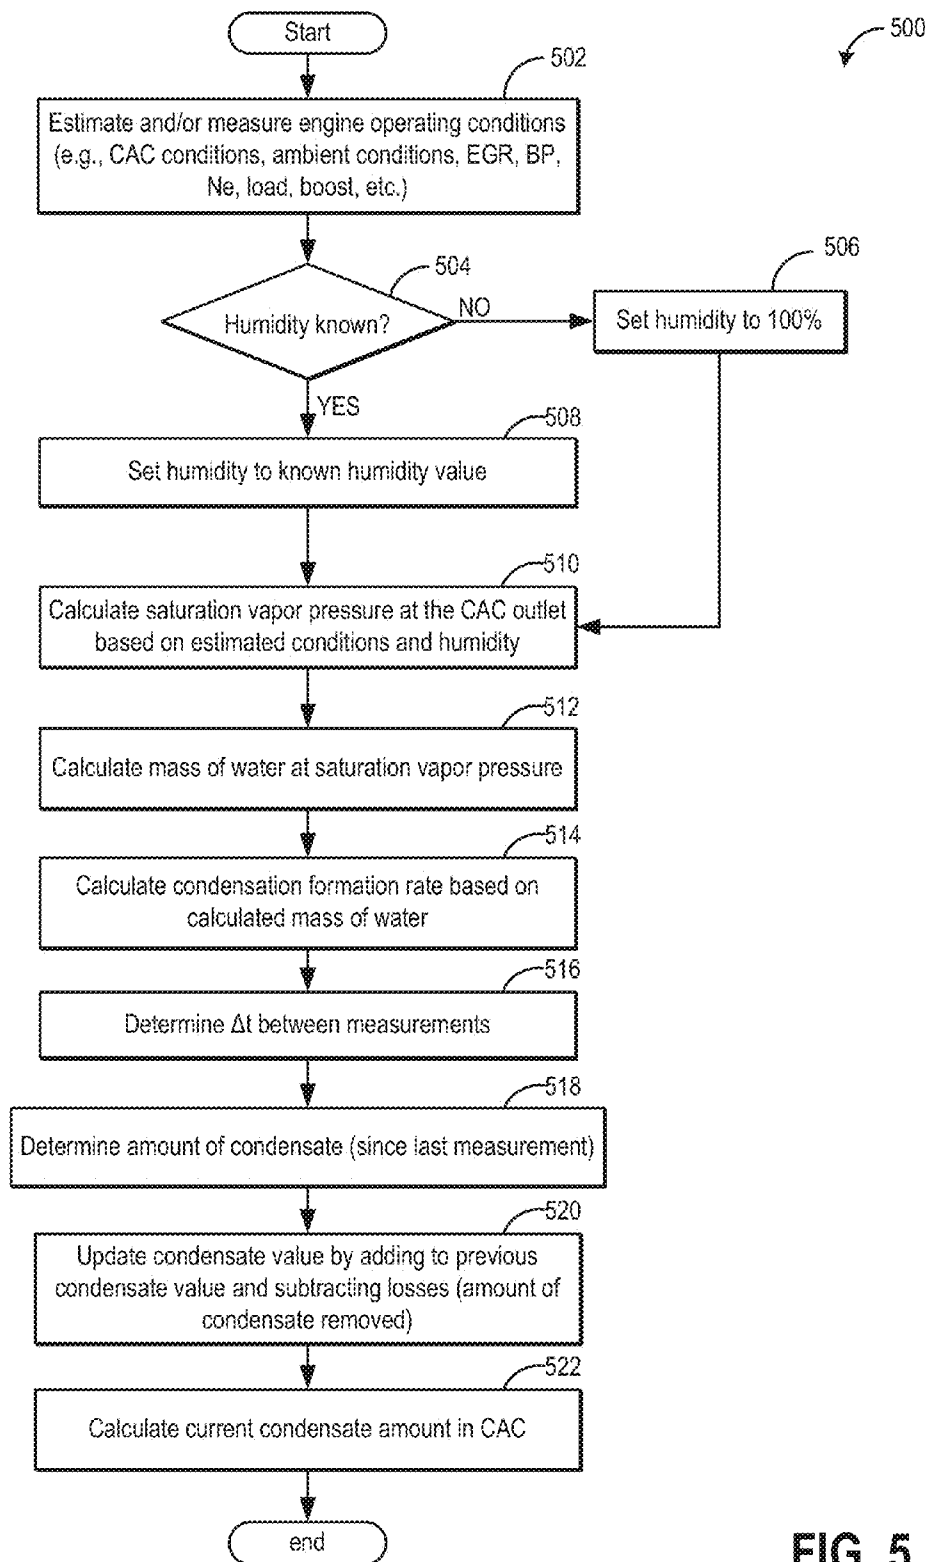 Start
500
502
Estimate and/or measure engine operating conditions
(e.g., CAC conditions, ambient conditions, EGR, BP,
Ne, load, boost, etc.)
504
506
Humidity known?
NO
Set humidity to 100%
YES
508
Set humidity to known humidity value
510
Calculate saturation vapor pressure at the CAC outlet
based on estimated conditions and humidity
512
Calculate mass of water at saturation vapor pressure
514
Calculate condensation formation rate based on
calculated mass of water
516
Determine Δt between measurements
518
Determine amount of condensate (since last measurement)
520
Update condensate value by adding to previous
condensate value and subtracting losses (amount of
condensate removed)
522
Calculate current condensate amount in CAC
end
FIG. 5